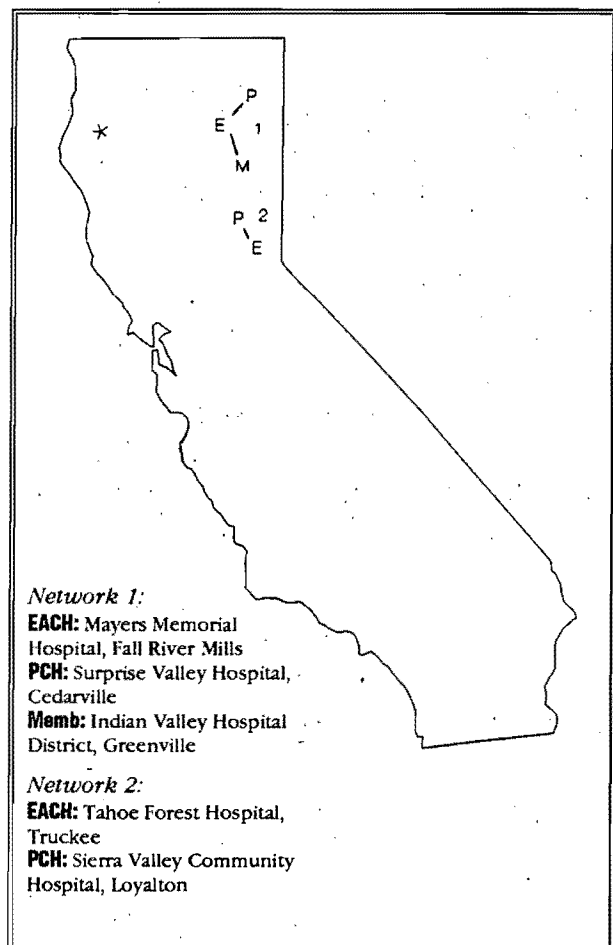 P
E 1
M
P 2
E
*
Network 1:
EACH: Mayers Memorial
Hospital, Fall River Mills
PCH: Surprise Valley Hospital,
Cedarville
Memb: Indian Valley Hospital
District, Greenville
Network 2:
EACH: Tahoe Forest Hospital,
Truckee
PCH: Sierra Valley Community
Hospital, Loyalton